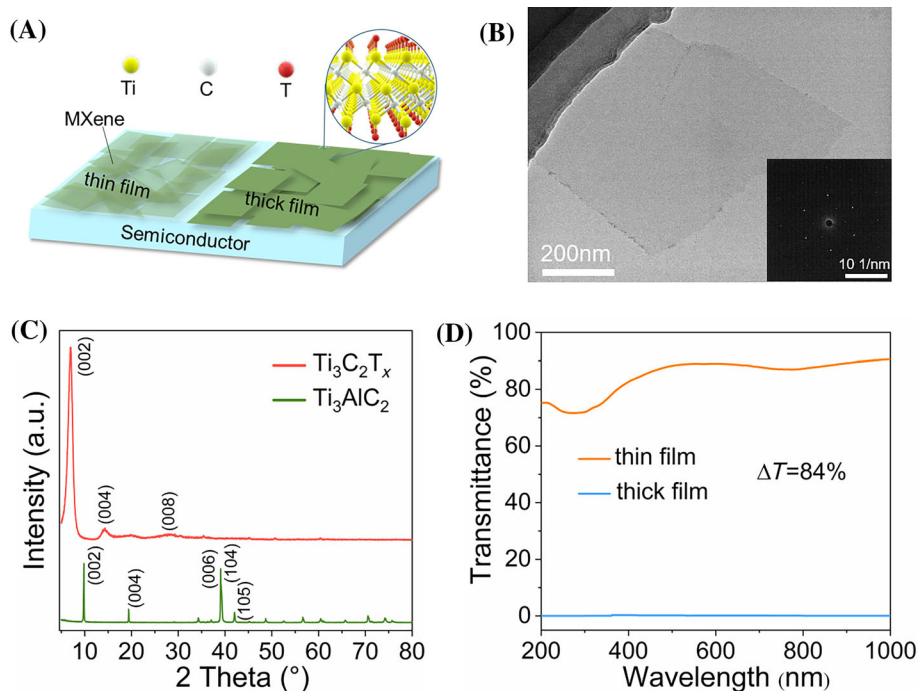 (A)
Ti
C
T
MXene
thin film
thick film
Semiconductor
(B)
200nm
10 1/nm
(C)
(002)
Ti₃C₂Tₓ
Ti₃AlC₂
(004)
(008)
(002)
(004)
(006)
(104)
(105)
Intensity (a.u.)
10 20 30 40 50 60 70 80
2 Theta (°)
(D)
100
80
60
40
20
0
Transmittance (%)
thin film
thick film
ΔT=84%
200 400 600 800 1000
Wavelength (nm)